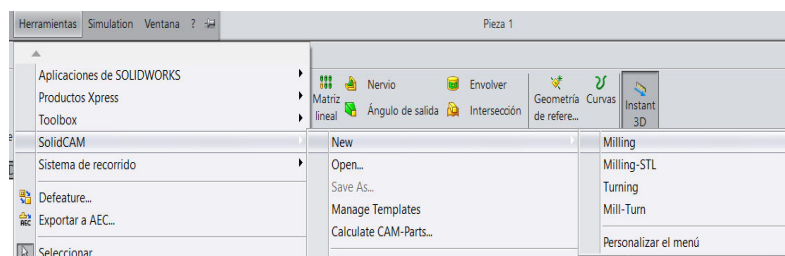 Herramientas Simulation Ventana ? Pieza 1
Aplicaciones de SOLIDWORKS
Productos Xpress
Toolbox
SolidCAM
Sistema de recorrido
Defeature...
Exportar a AEC...
Seleccionar
Matriz lineal
Nervio
Ángulo de salida
Envolver
Intersección
Geometría de refere...
Curvas
Instant 3D
New
Open...
Save As...
Manage Templates
Calculate CAM-Parts...
Milling
Milling-STL
Turning
Mill-Turn
Personalizar el menú